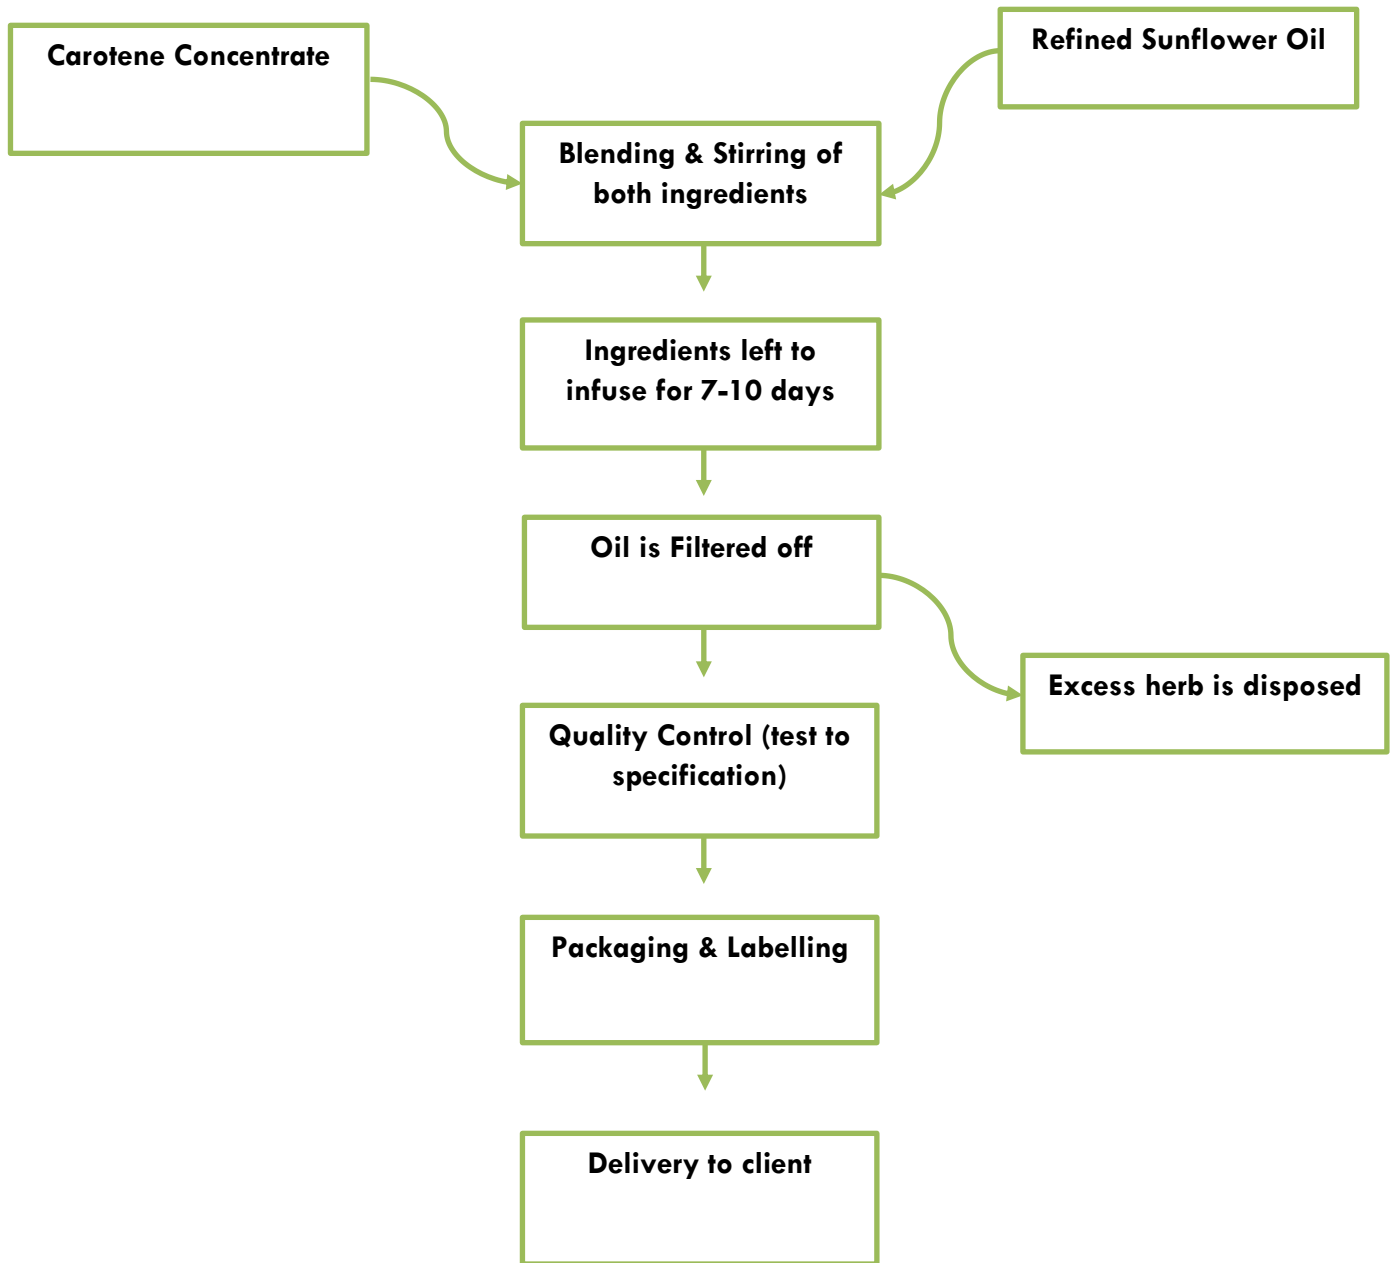 Carotene Concentrate
Refined Sunflower Oil
Blending & Stirring of
both ingredients
Ingredients left to
infuse for 7-10 days
Oil is Filtered off
Excess herb is disposed
Quality Control (test to
specification)
Packaging & Labelling
Delivery to client